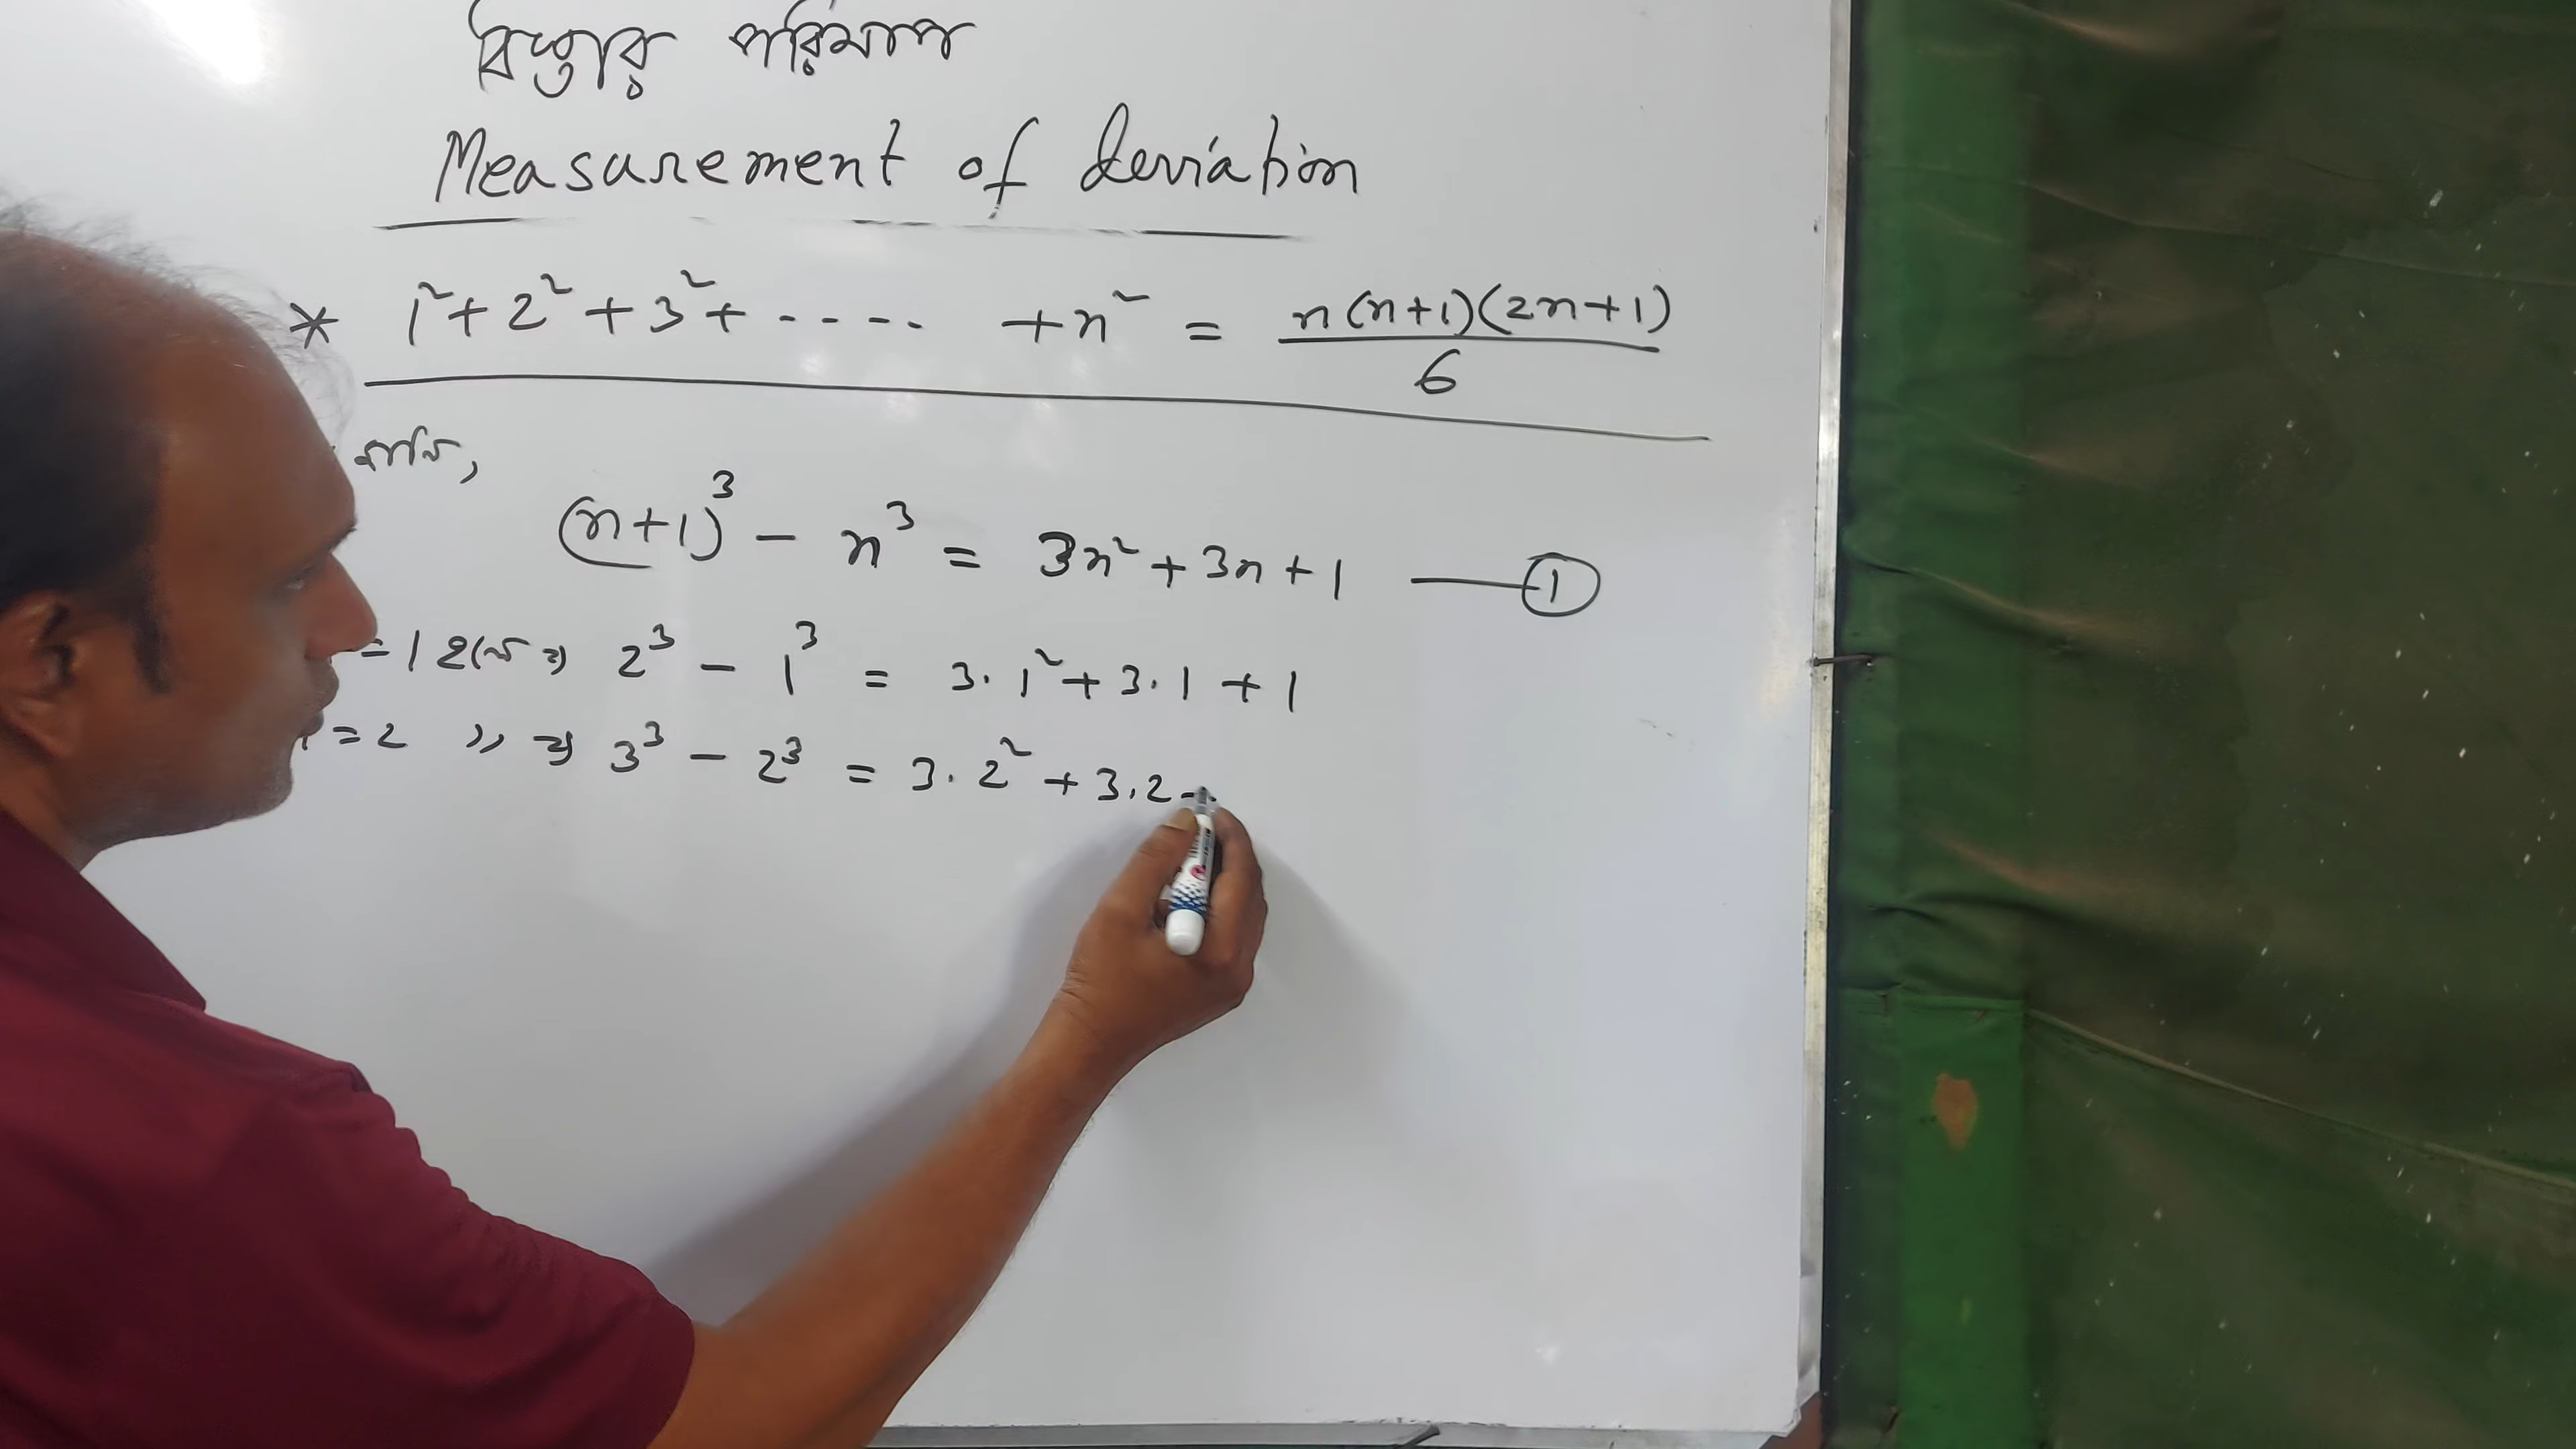 বিস্তার পরিমাপ
Measurement of deviation
* 1² + 2² + 3² + ---- + n² = n(n+1)(2n+1)/6
জানি,
(n+1)³ - n³ = 3n² + 3n + 1 —— ①
= 1 হলে ⇒ 2³ - 1³ = 3. 1² + 3. 1 + 1
= 2 ,, ⇒ 3³ - 2³ = 3. 2² + 3. 2 +